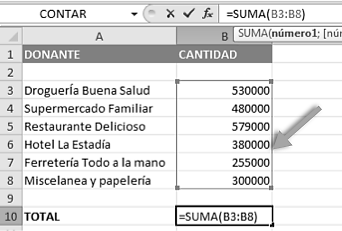 CONTAR =SUMA(B3:B8)
SUMA(número1; [núm
A B
1 DONANTE CANTIDAD
2
3 Droguería Buena Salud 530000
4 Supermercado Familiar 480000
5 Restaurante Delicioso 579000
6 Hotel La Estadía 380000
7 Ferretería Todo a la mano 255000
8 Miscelanea y papelería 300000
9
10 TOTAL =SUMA(B3:B8)